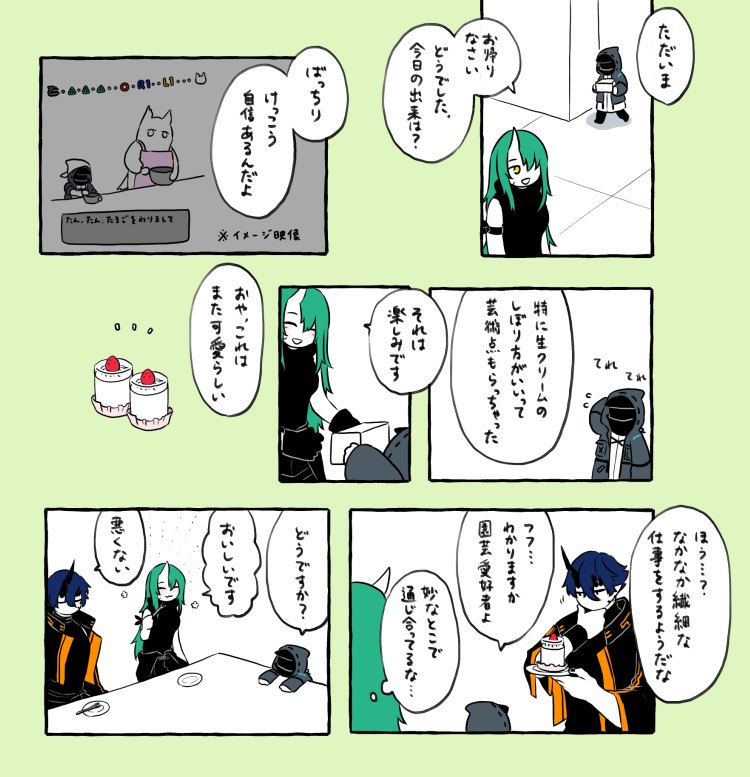 ただいま
お帰り
なさい
どうでした、
今日の出来は?
ばっちり
けっこう
自信あるんだよ
たん、たん、たまごをわりまして
※イメージ映像
特に生クリームの
しぼり方がいいって
芸術点もらっちゃった
てれ
てれ
それは
楽しみです
おや、これは
また可愛らしい
ほう…?
なかなか繊細な
仕事をするようだな
フフ…
わかりますか
園芸愛好者よ
妙なとこで
通じ合ってるな…
どうですか?
おいしいです
悪くない